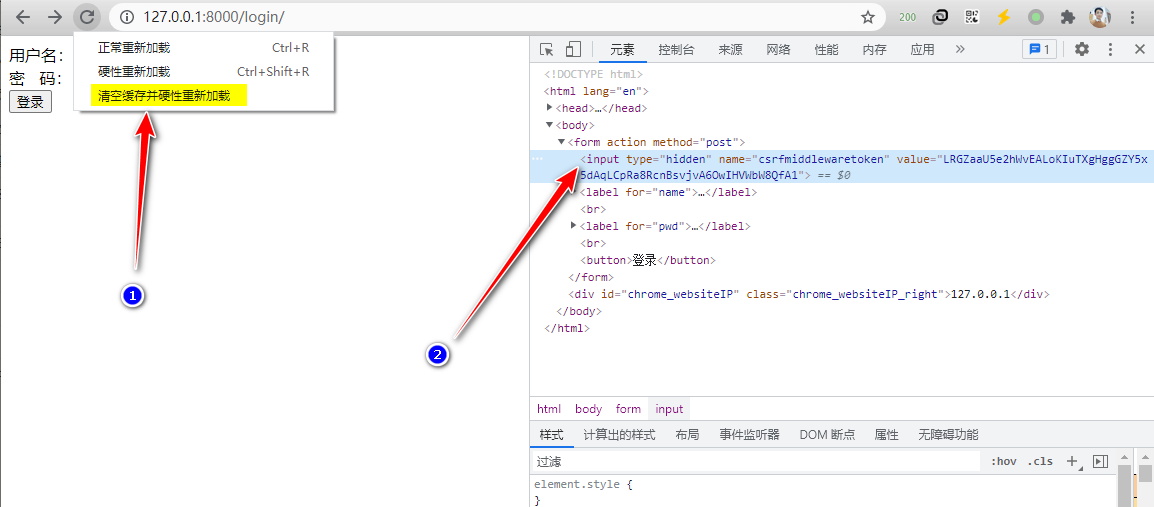 127.0.0.1:8000/login/
200
正常重新加载 Ctrl+R
硬性重新加载 Ctrl+Shift+R
清空缓存并硬性重新加载
用户名:
密 码:
登录
1
2
元素 控制台 来源 网络 性能 内存 应用 » 1
<!DOCTYPE html>
<html lang="en">
<head>…</head>
<body>
<form action method="post">
<input type="hidden" name="csrfmiddlewaretoken" value="LRGZaaU5e2hWvEALoKIuTXgHggGZY5x
5dAqLCpRa8RcnBsvjvA6OwIHVWbW8QfA1"> == $0
<label for="name">…</label>
<br>
<label for="pwd">…</label>
<br>
<button>登录</button>
</form>
<div id="chrome_websiteIP" class="chrome_websiteIP_right">127.0.0.1</div>
</body>
</html>
html body form input
样式 计算出的样式 布局 事件监听器 DOM 断点 属性 无障碍功能
过滤 :hov .cls +
element.style {
}